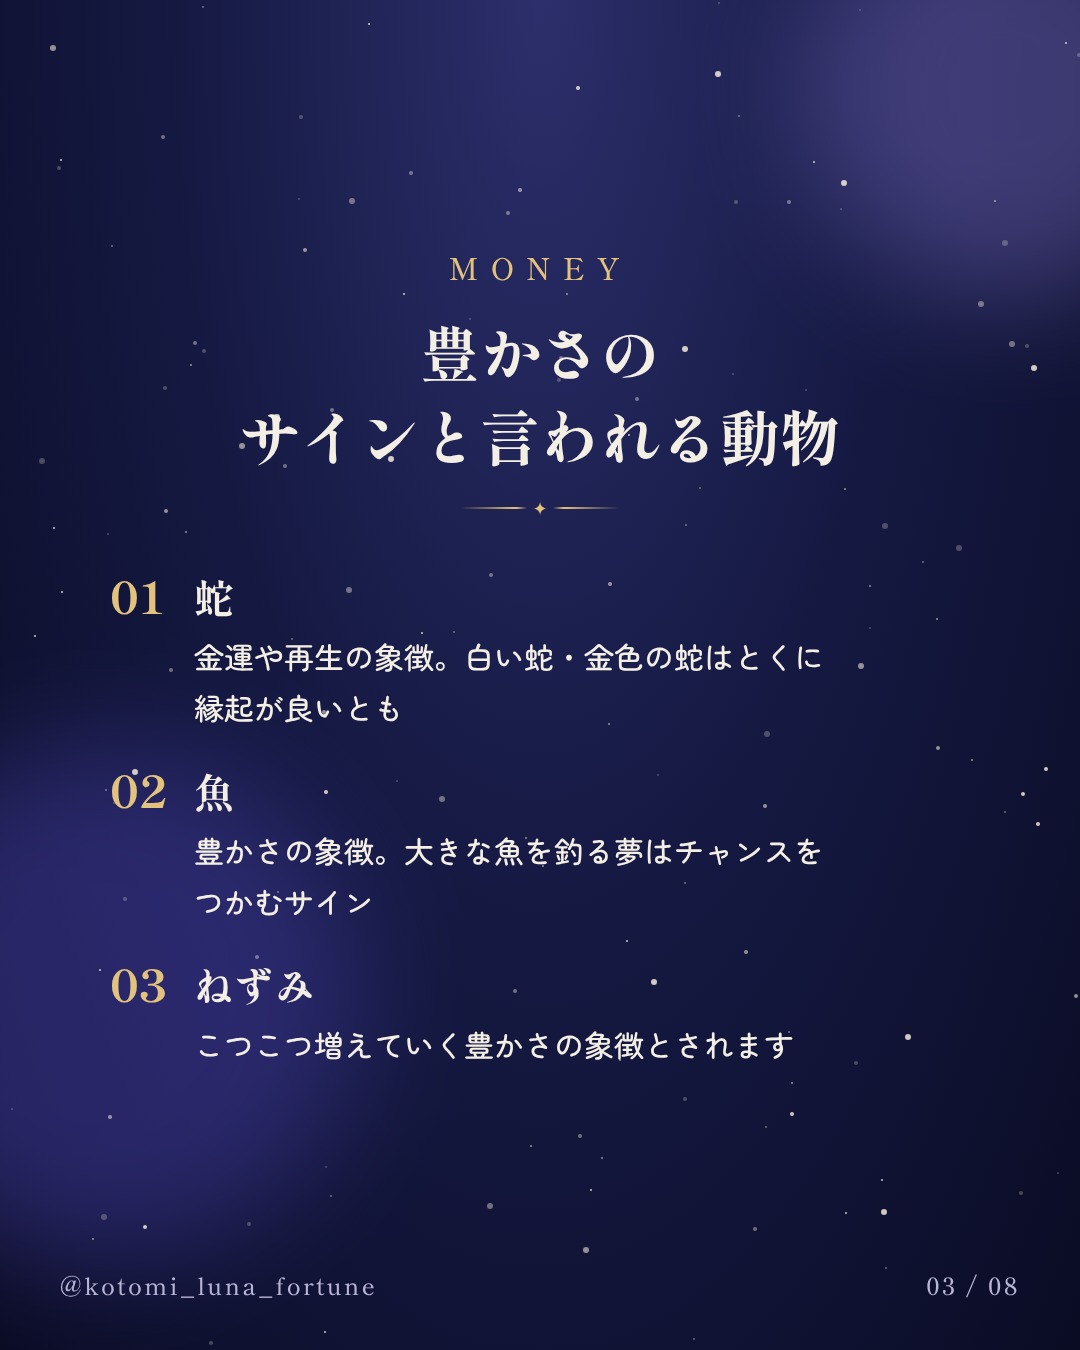 MONEY
豊かさの
サインと言われる動物
01 蛇
金運や再生の象徴。白い蛇・金色の蛇はとくに
縁起が良いとも
02 魚
豊かさの象徴。大きな魚を釣る夢はチャンスを
つかむサイン
03 ねずみ
こつこつ増えていく豊かさの象徴とされます
@kotomi_luna_fortune
03 / 08